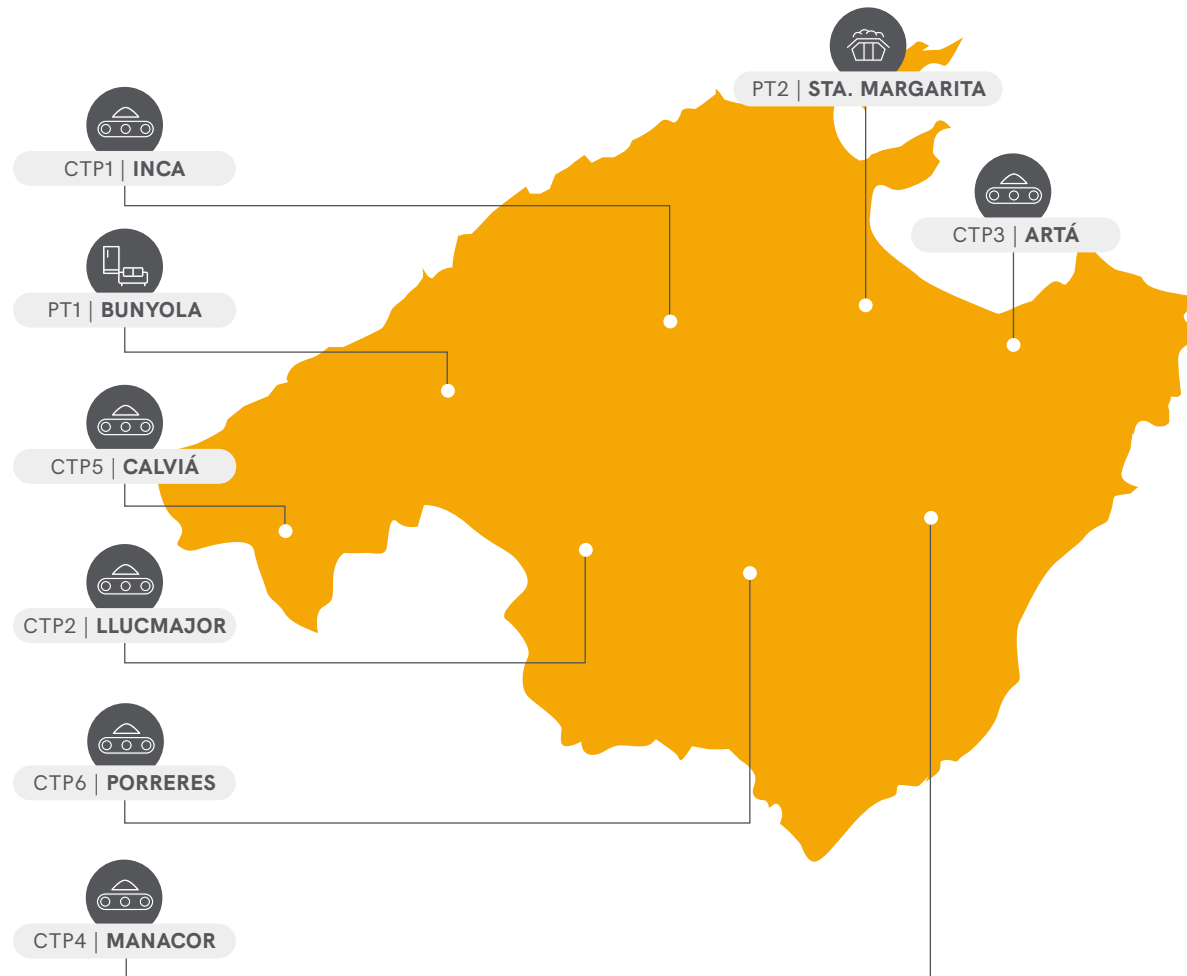 PT2 | STA. MARGARITA
CTP1 | INCA
CTP3 | ARTÁ
PT1 | BUNYOLA
CTP5 | CALVIÁ
CTP2 | LLUCMAJOR
CTP6 | PORRERES
CTP4 | MANACOR